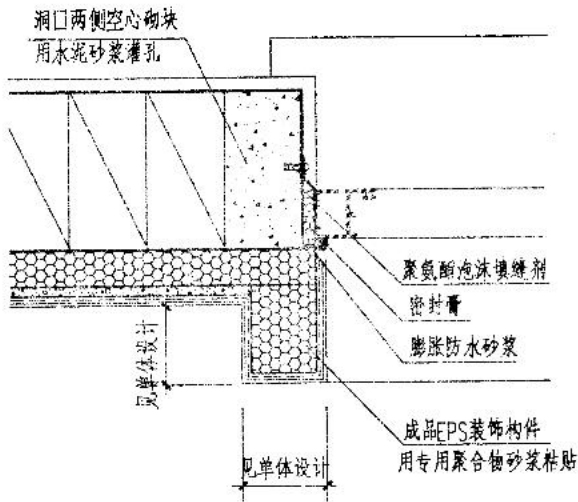 洞口两侧空心砌块
用水泥砂浆灌孔
聚氨酯泡沫填缝剂
密封膏
膨胀防水砂浆
见单体设计
成品EPS装饰构件
用专用聚合物砂浆粘贴
见单体设计